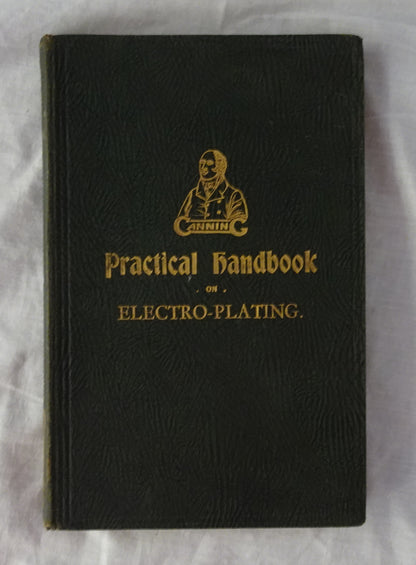 CANNING
Practical Handbook
. ON .
ELECTRO-PLATING.